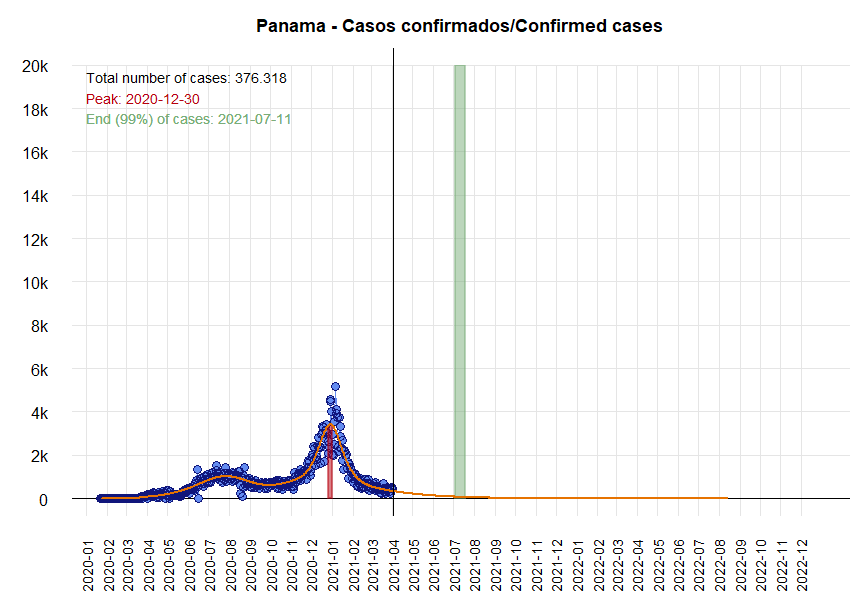 Panama - Casos confirmados/Confirmed cases
20k
18k
16k
14k
12k
10k
8k
6k
4k
2k
0
Total number of cases: 376.318
Peak: 2020-12-30
End (99%) of cases: 2021-07-11
2020-01
2020-02
2020-03
2020-04
2020-05
2020-06
2020-07
2020-08
2020-09
2020-10
2020-11
2020-12
2021-01
2021-02
2021-03
2021-04
2021-05
2021-06
2021-07
2021-08
2021-09
2021-10
2021-11
2021-12
2022-01
2022-02
2022-03
2022-04
2022-05
2022-06
2022-07
2022-08
2022-09
2022-10
2022-11
2022-12